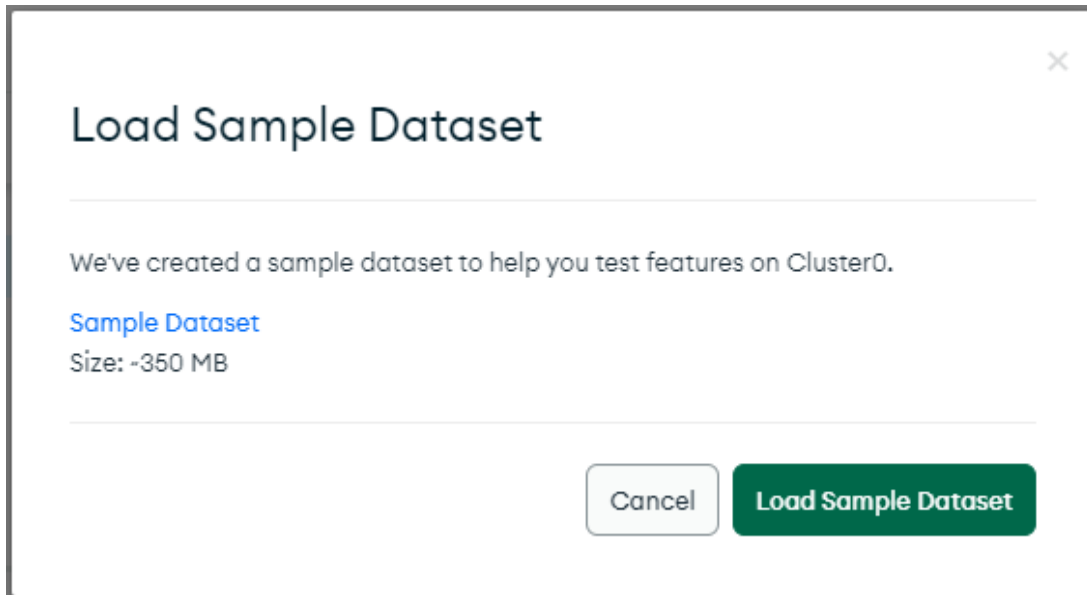 Load Sample Dataset
We've created a sample dataset to help you test features on Cluster0.
Sample Dataset
Size: ~350 MB
Cancel
Load Sample Dataset